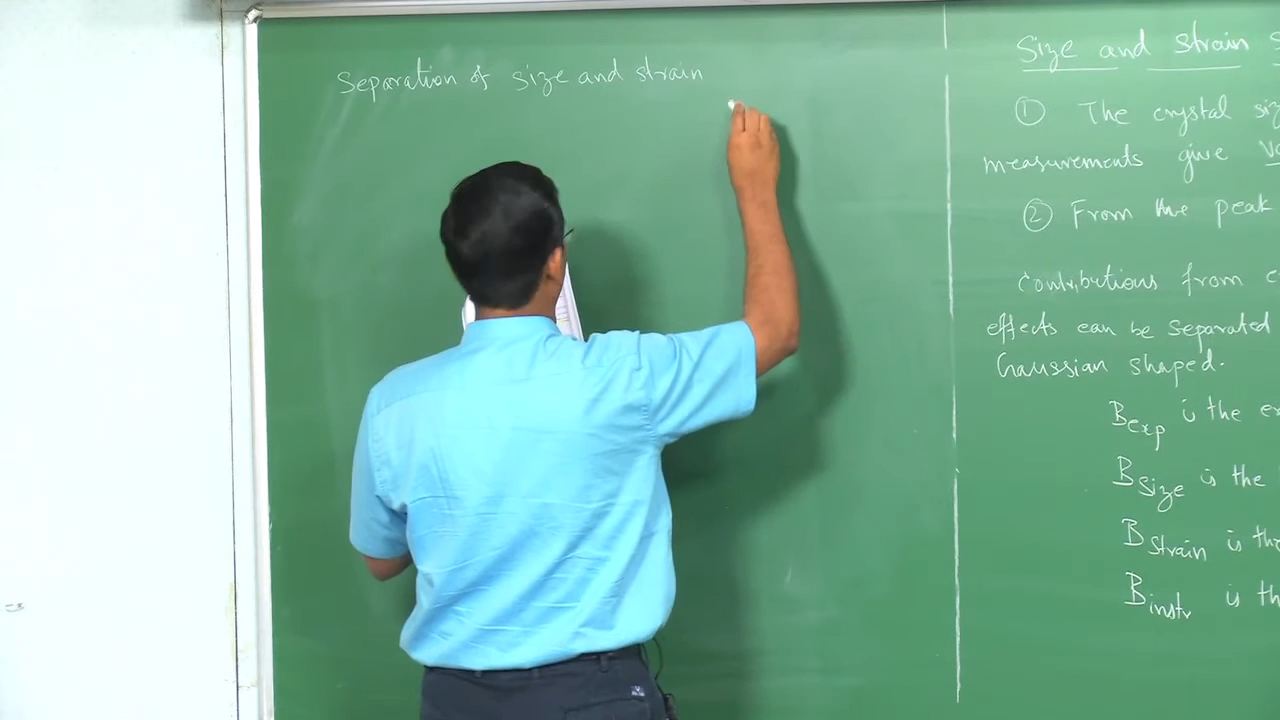 Separation of size and strain
Size and strain
① The crystal
measurements give
② From the peak
Contributions from
effects can be separated
Gaussian shaped.
Bexp is the
Bsize is the
Bstrain is
Binstr is